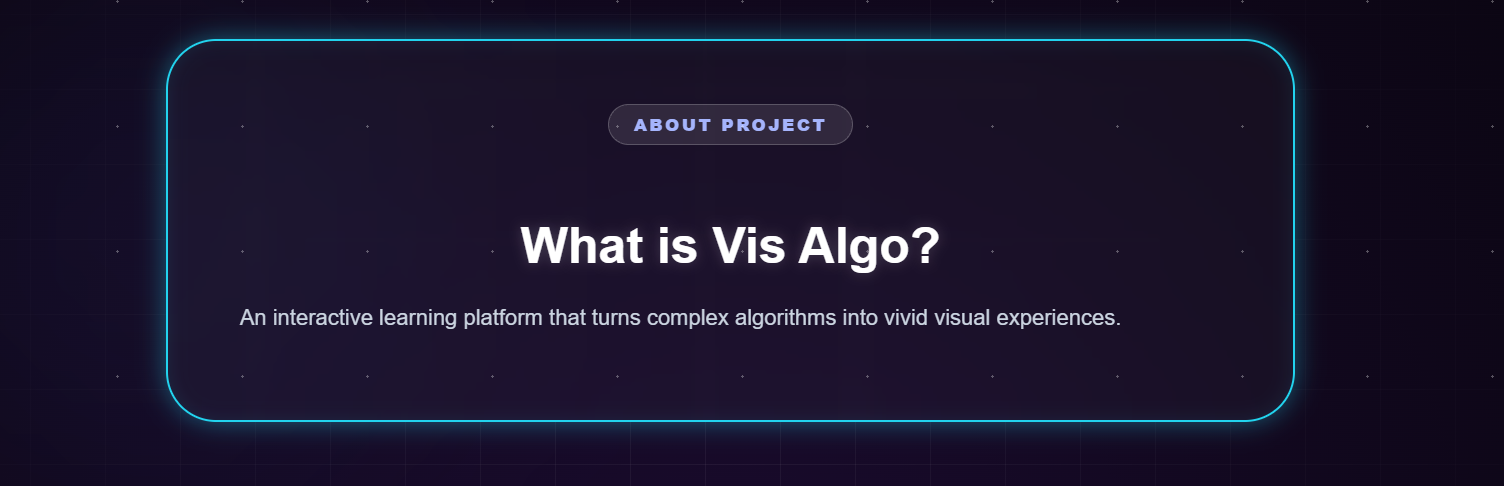 ABOUT PROJECT
What is Vis Algo?
An interactive learning platform that turns complex algorithms into vivid visual experiences.